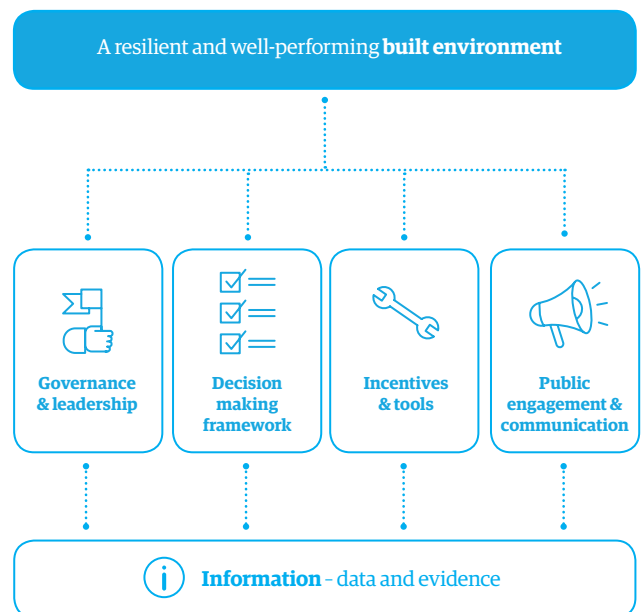 A resilient and well-performing built environment
Governance
& leadership
Decision
making
framework
Incentives
& tools
Public
engagement &
communication
i Information – data and evidence